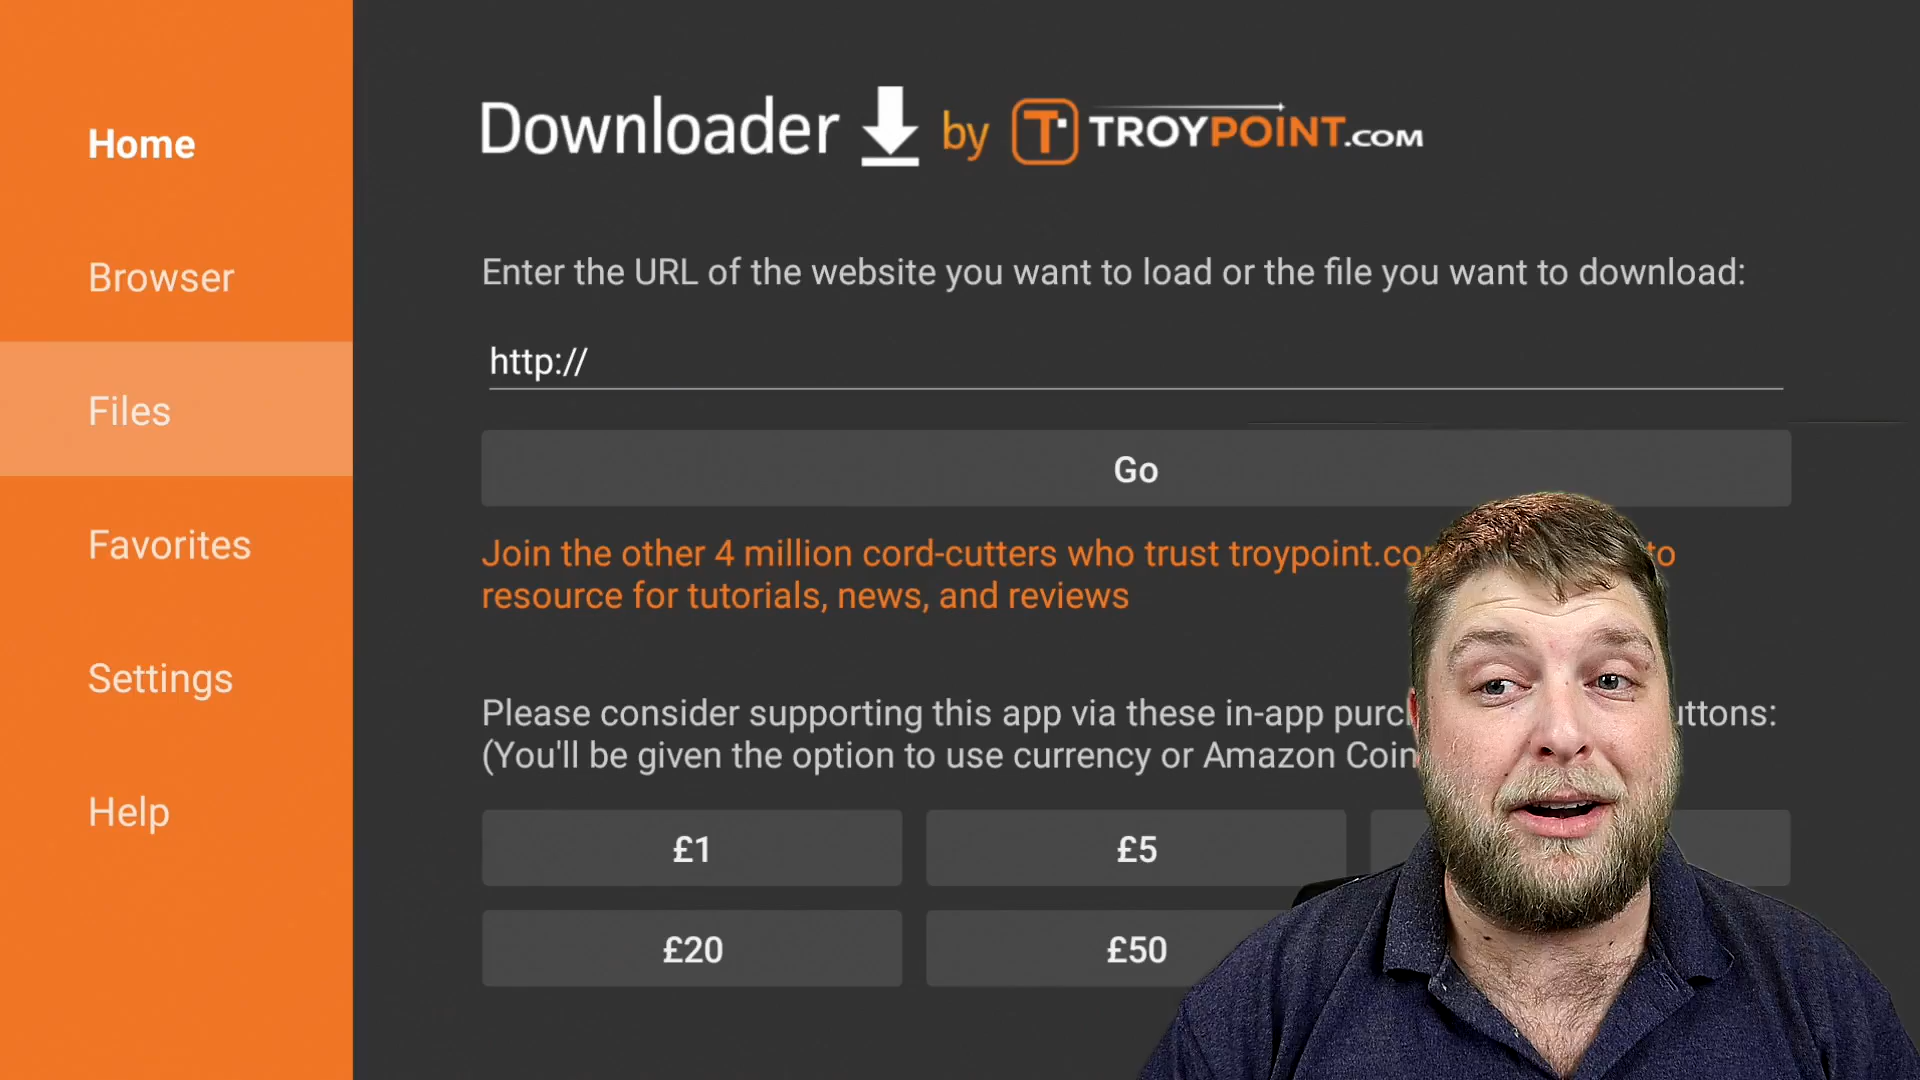 Home
Browser
Files
Favorites
Settings
Help
Downloader by TROYPOINT.COM
Enter the URL of the website you want to load or the file you want to download:
http://
Go
Join the other 4 million cord-cutters who trust troypoint.co to
resource for tutorials, news, and reviews
Please consider supporting this app via these in-app
(You'll be given the option to use currency or Amazon Coin
£1
£5
£20
£50